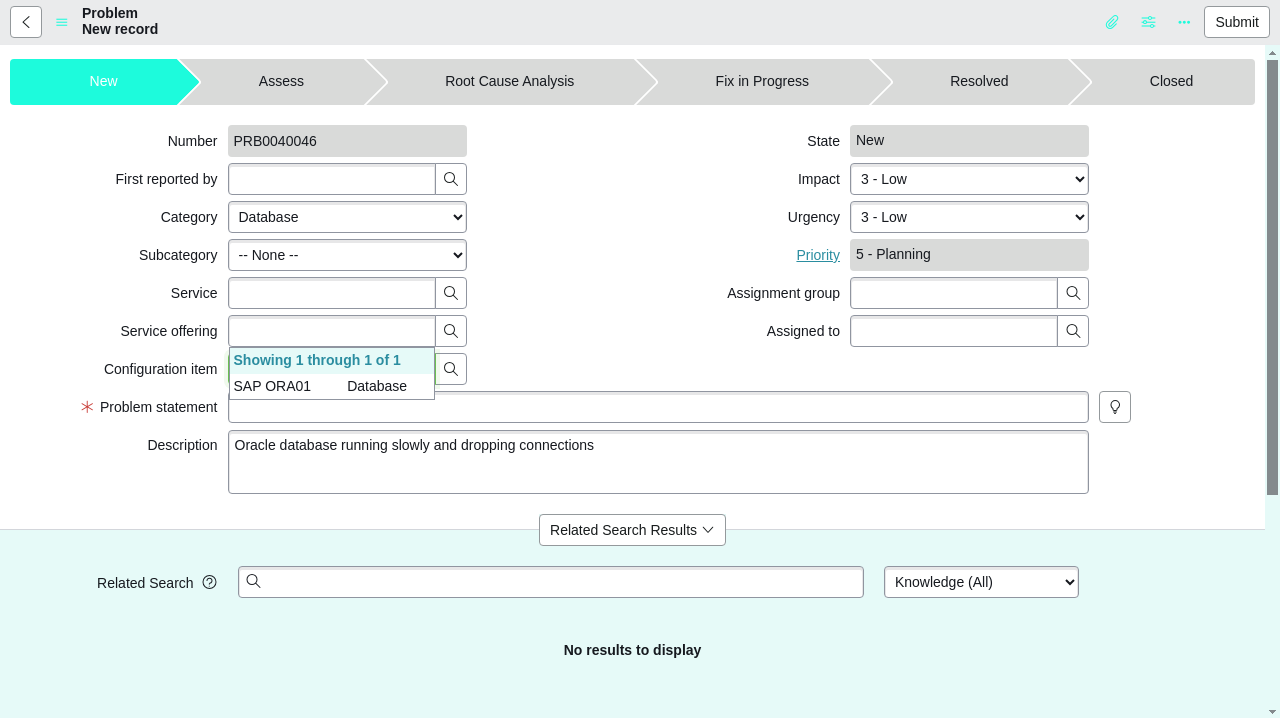 Problem
New record
Submit
New
Assess
Root Cause Analysis
Fix in Progress
Resolved
Closed
Number
PRB0040046
State
New
First reported by
Impact
3 - Low
Category
Database
Urgency
3 - Low
Subcategory
-- None --
Priority
5 - Planning
Service
Assignment group
Service offering
Assigned to
Configuration item
Showing 1 through 1 of 1
SAP ORA01 Database
Problem statement
Description
Oracle database running slowly and dropping connections
Related Search Results
Related Search
Knowledge (All)
No results to display